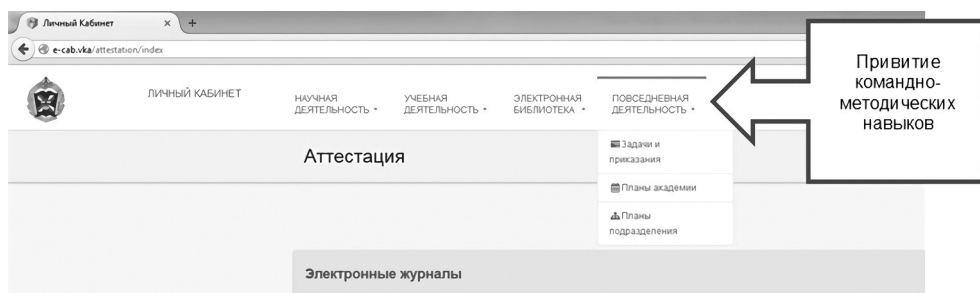 Личный Кабинет × +
e-cab.vka/attestation/index
ЛИЧНЫЙ КАБИНЕТ
НАУЧНАЯ
ДЕЯТЕЛЬНОСТЬ
УЧЕБНАЯ
ДЕЯТЕЛЬНОСТЬ
ЭЛЕКТРОННАЯ
БИБЛИОТЕКА
ПОВСЕДНЕВНАЯ
ДЕЯТЕЛЬНОСТЬ
Задачи и
приказания
Планы академии
Планы
подразделения
Аттестация
Электронные журналы
Привитие
командно-
методических
навыков